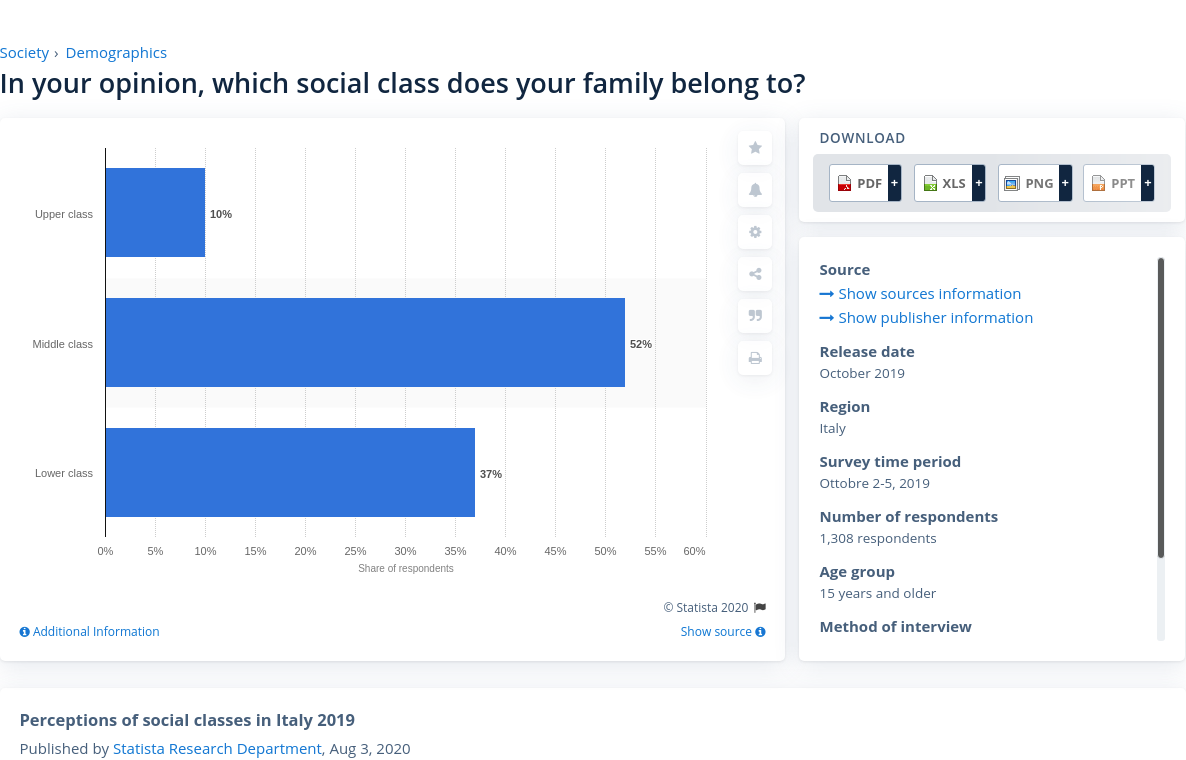 Society › Demographics
In your opinion, which social class does your family belong to?
Upper class
10%
Middle class
52%
Lower class
37%
0% 5% 10% 15% 20% 25% 30% 35% 40% 45% 50% 55% 60%
Share of respondents
© Statista 2020
Additional Information
Show source
DOWNLOAD
PDF + XLS + PNG + PPT +
Source
Show sources information
Show publisher information
Release date
October 2019
Region
Italy
Survey time period
Ottobre 2-5, 2019
Number of respondents
1,308 respondents
Age group
15 years and older
Method of interview
Perceptions of social classes in Italy 2019
Published by Statista Research Department, Aug 3, 2020